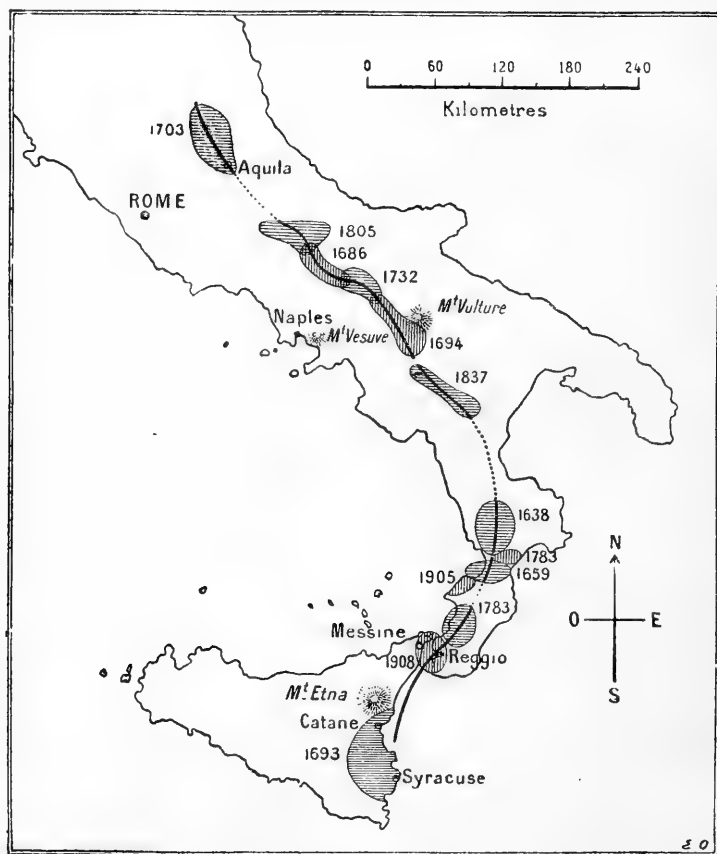 0 60 120 180 240
Kilometres
1703
Aquila
ROME
1805
1686
1732
Mt Vulture
Naples
Mt Vesuve
1694
1837
1638
1783
1659
1905
1783
N
O E
S
Messine
1908
Reggio
Mt Etna
Catane
1693
Syracuse
E O